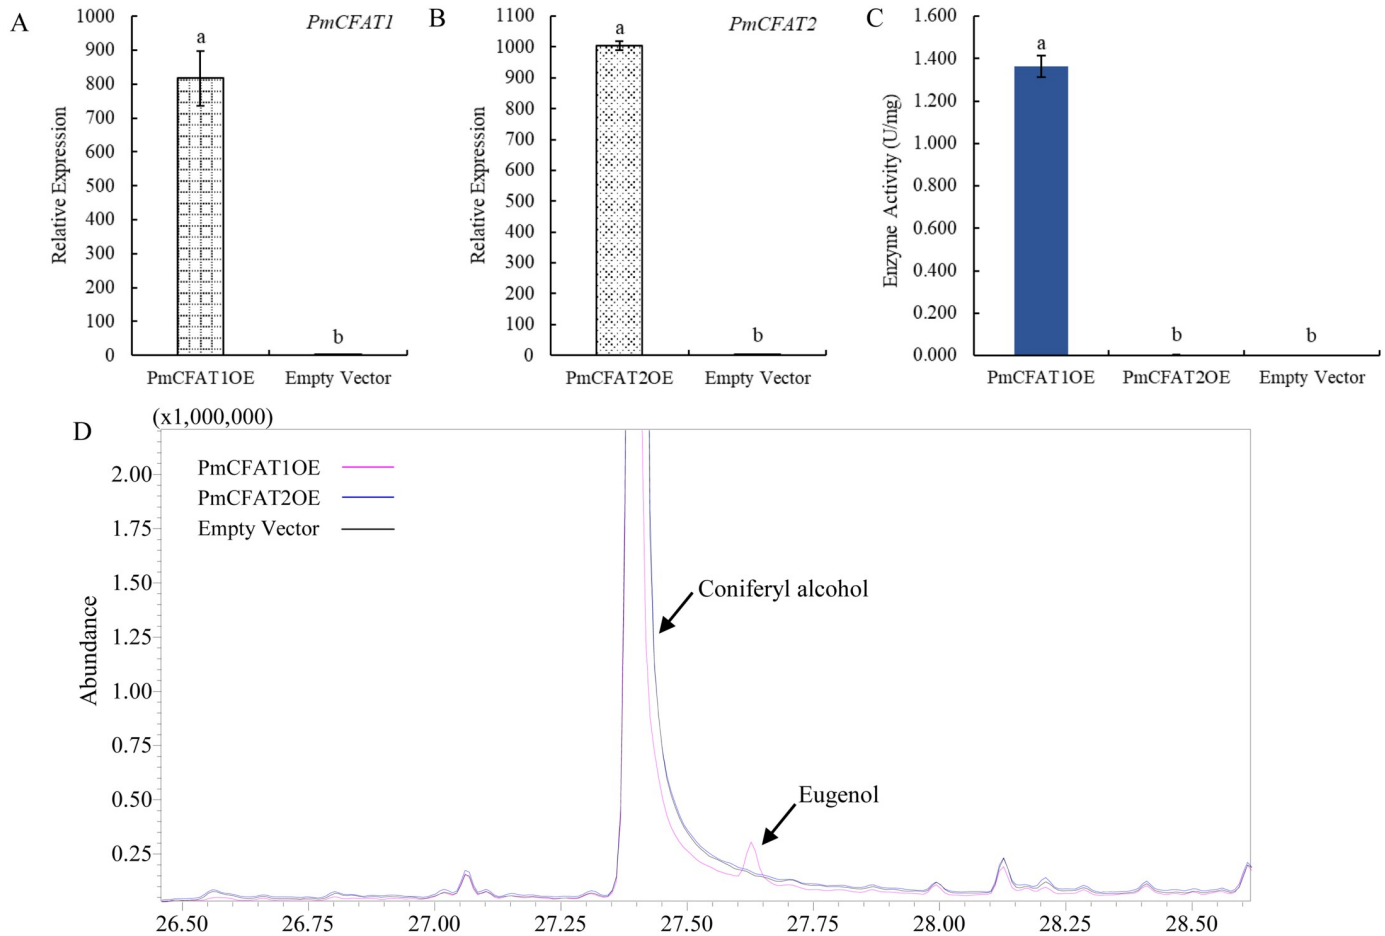 A
PmCFAT1
1000
900
800
700
600
500
400
300
200
100
0
Relative Expression
a
b
PmCFAT1OE
Empty Vector
B
PmCFAT2
1100
1000
900
800
700
600
500
400
300
200
100
0
Relative Expression
a
b
PmCFAT2OE
Empty Vector
C
1.600
1.400
1.200
1.000
0.800
0.600
0.400
0.200
0.000
Enzyme Activity (U/mg)
a
b
b
PmCFAT1OE
PmCFAT2OE
Empty Vector
D
(x1,000,000)
2.00
1.75
1.50
1.25
1.00
0.75
0.50
0.25
Abundance
PmCFAT1OE
PmCFAT2OE
Empty Vector
Coniferyl alcohol
Eugenol
26.50 26.75 27.00 27.25 27.50 27.75 28.00 28.25 28.50